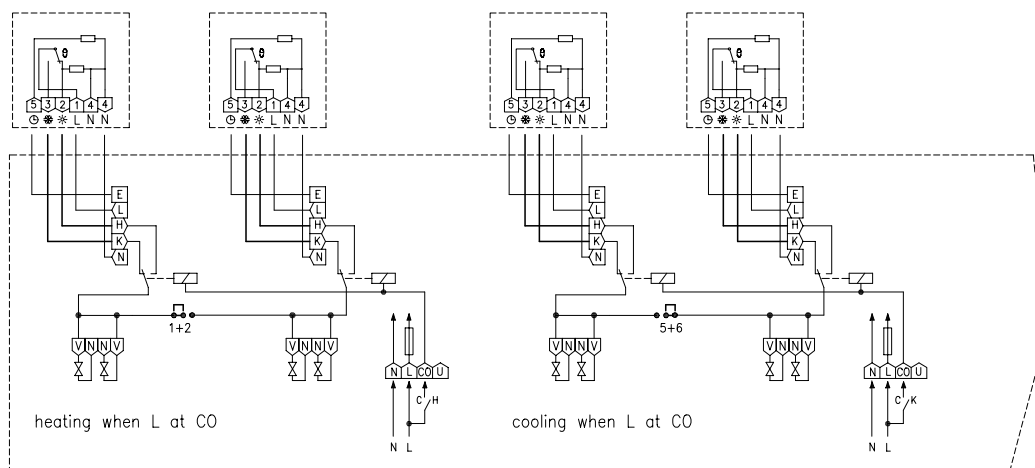 5 3 2 1 4 4 5 3 2 1 4 4 5 3 2 1 4 4 5 3 2 1 4 4
L N N L N N L N N L N N
E E E E
L L L L
H H H H
K K K K
N N N N
1+2 5+6
V N N V V N N V V N N V V N N V
N L CO U N L CO U
C H C K
heating when L at CO cooling when L at CO
N L N L